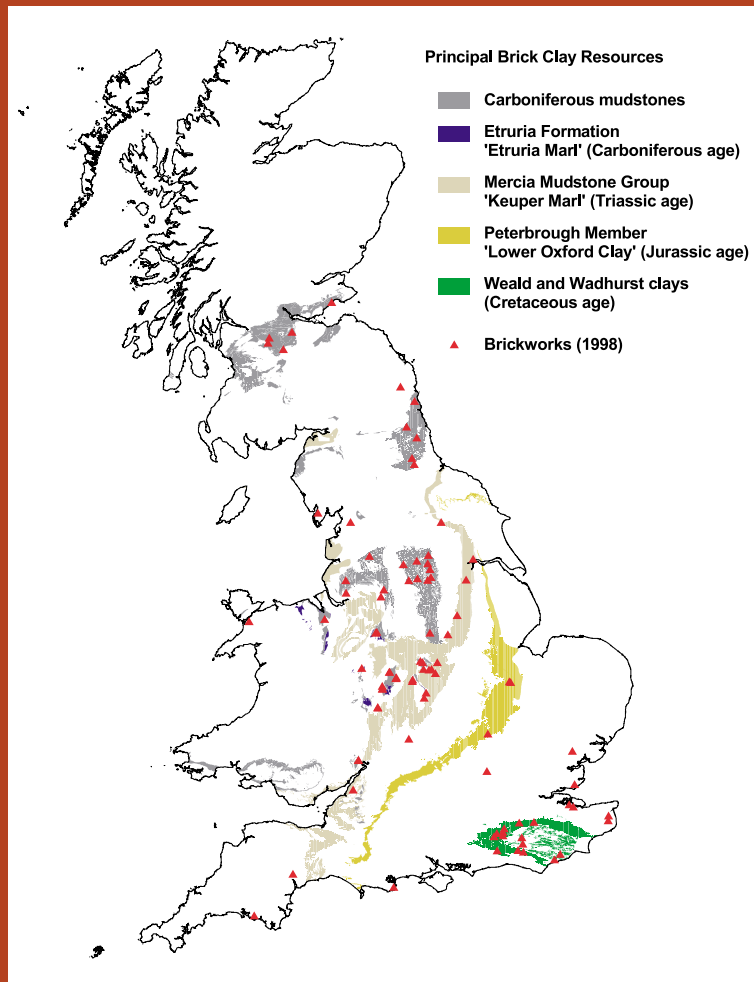 Principal Brick Clay Resources
Carboniferous mudstones
Etruria Formation
'Etruria Marl' (Carboniferous age)
Mercia Mudstone Group
'Keuper Marl' (Triassic age)
Peterbrough Member
'Lower Oxford Clay' (Jurassic age)
Weald and Wadhurst clays
(Cretaceous age)
Brickworks (1998)